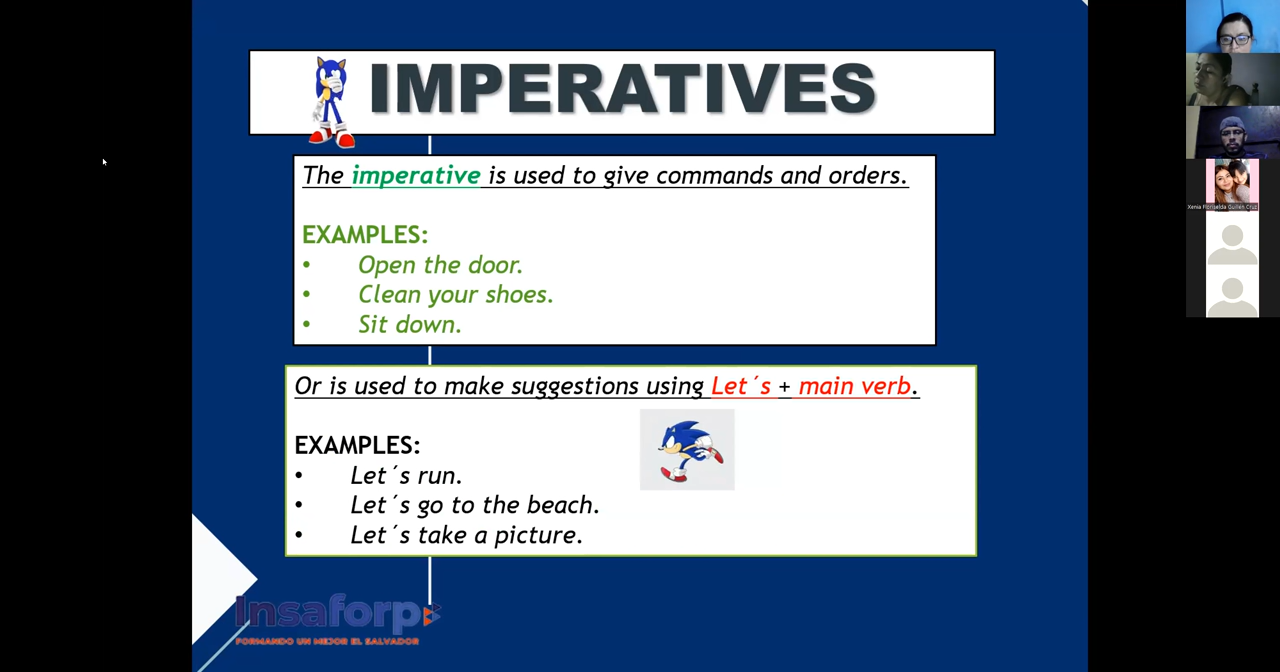 IMPERATIVES
The imperative is used to give commands and orders.
EXAMPLES:
• Open the door.
• Clean your shoes.
• Sit down.
Or is used to make suggestions using Let´s + main verb.
EXAMPLES:
• Let´s run.
• Let´s go to the beach.
• Let´s take a picture.
Insaforp
FORMANDO UN MEJOR EL SALVADOR
Xenia Floriselda Guillén Cruz